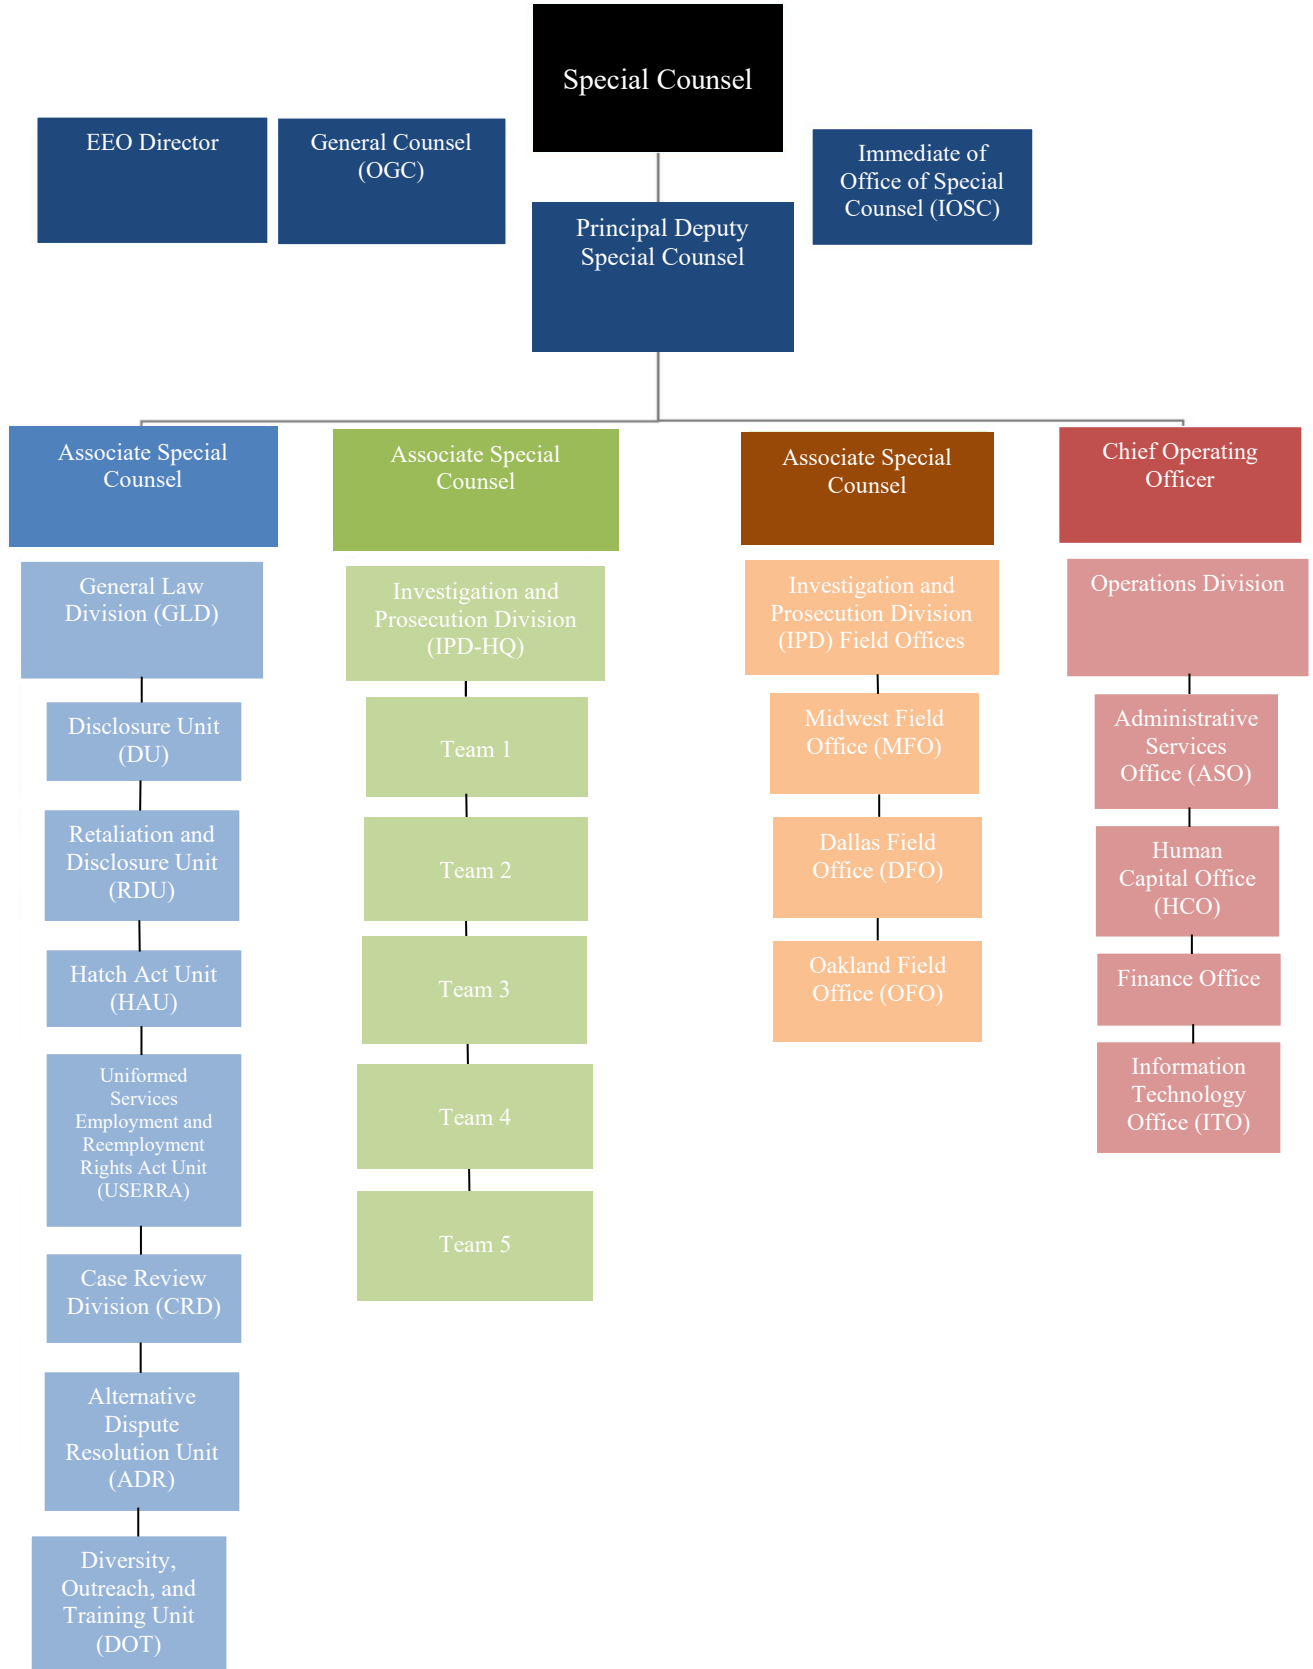 Special Counsel
EEO Director
General Counsel
(OGC)
Immediate of
Office of Special
Counsel (IOSC)
Principal Deputy
Special Counsel
Associate Special
Counsel
General Law
Division (GLD)
Disclosure Unit
(DU)
Retaliation and
Disclosure Unit
(RDU)
Hatch Act Unit
(HAU)
Uniformed
Services
Employment and
Reemployment
Rights Act Unit
(USERRA)
Case Review
Division (CRD)
Alternative
Dispute
Resolution Unit
(ADR)
Diversity,
Outreach, and
Training Unit
(DOT)
Associate Special
Counsel
Investigation and
Prosecution Division
(IPD-HQ)
Team 1
Team 2
Team 3
Team 4
Team 5
Associate Special
Counsel
Investigation and
Prosecution Division
(IPD) Field Offices
Midwest Field
Office (MFO)
Dallas Field
Office (DFO)
Oakland Field
Office (OFO)
Chief Operating
Officer
Operations Division
Administrative
Services
Office (ASO)
Human
Capital Office
(HCO)
Finance Office
Information
Technology
Office (ITO)